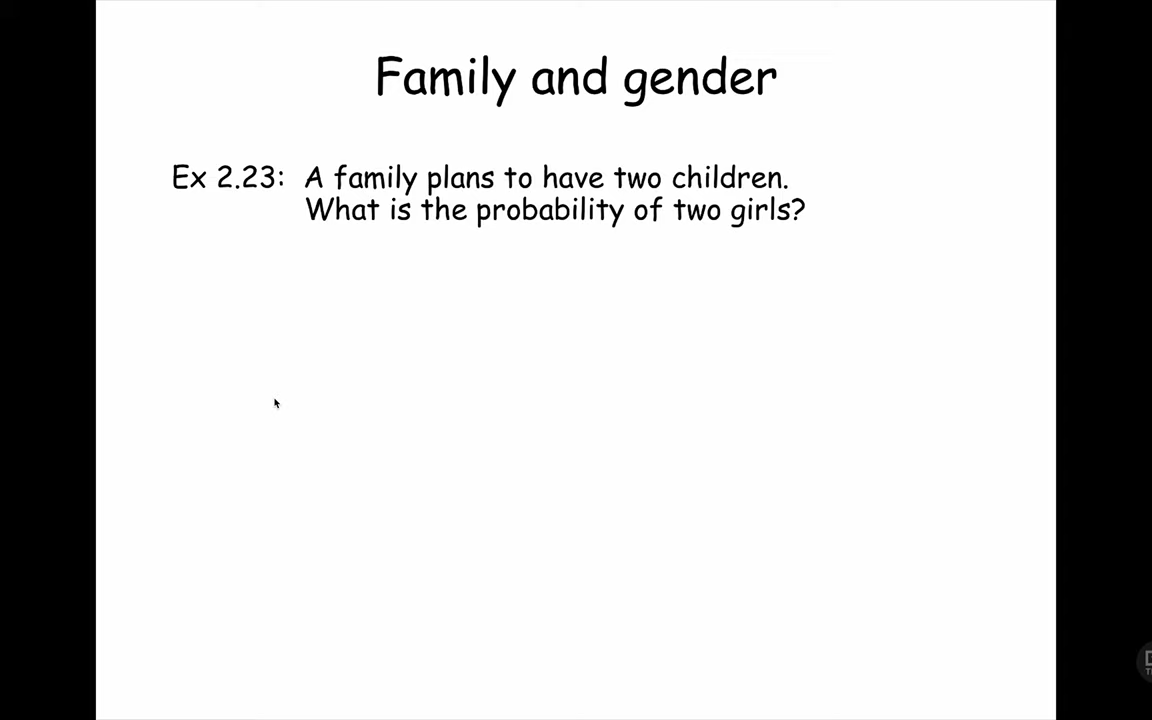 Family and gender
Ex 2.23: A family plans to have two children.
What is the probability of two girls?